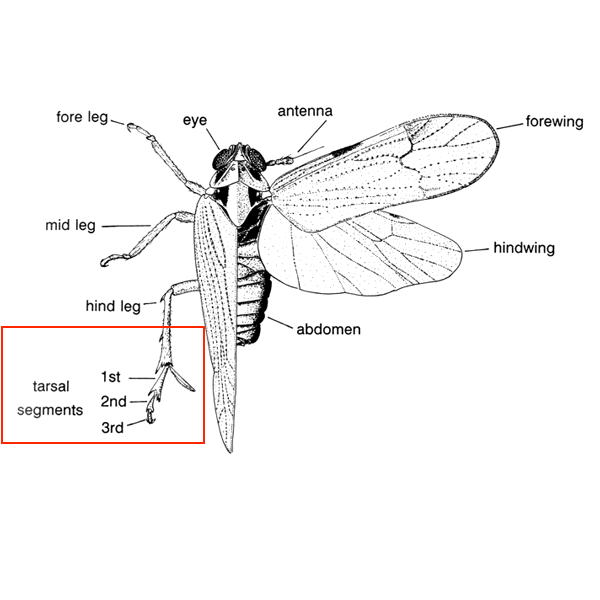 fore leg
eye
antenna
forewing
mid leg
hindwing
hind leg
abdomen
tarsal
segments
1st
2nd
3rd